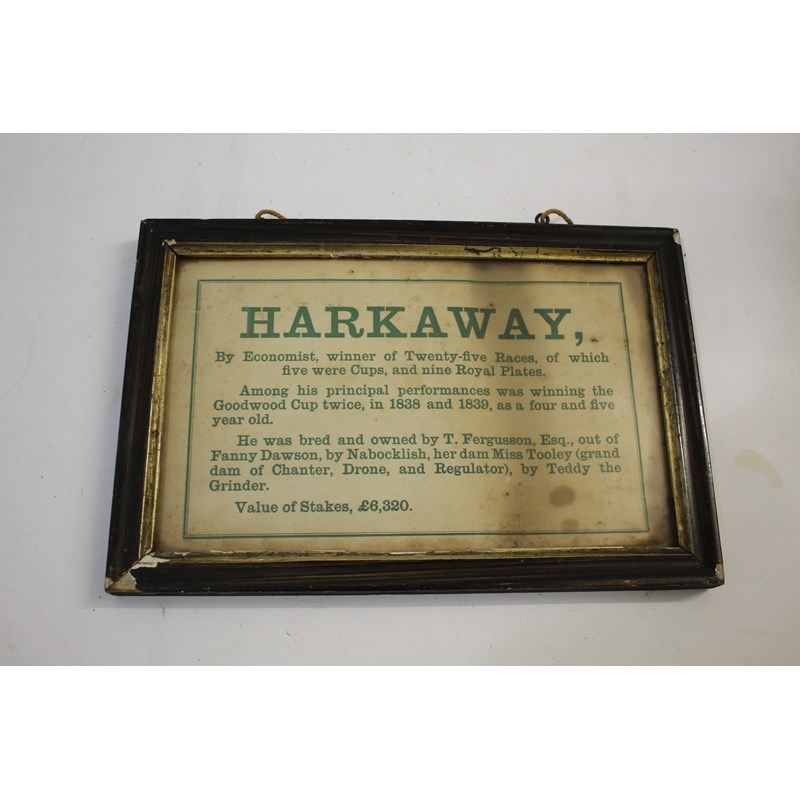 HARKAWAY,
By Economist, winner of Twenty-five Races, of which
five were Cups, and nine Royal Plates.
Among his principal performances was winning the
Goodwood Cup twice, in 1838 and 1839, as a four and five
year old.
He was bred and owned by T. Fergusson, Esq., out of
Fanny Dawson, by Nabocklish, her dam Miss Tooley (grand
dam of Chanter, Drone, and Regulator), by Teddy the
Grinder.
Value of Stakes, £6,320.